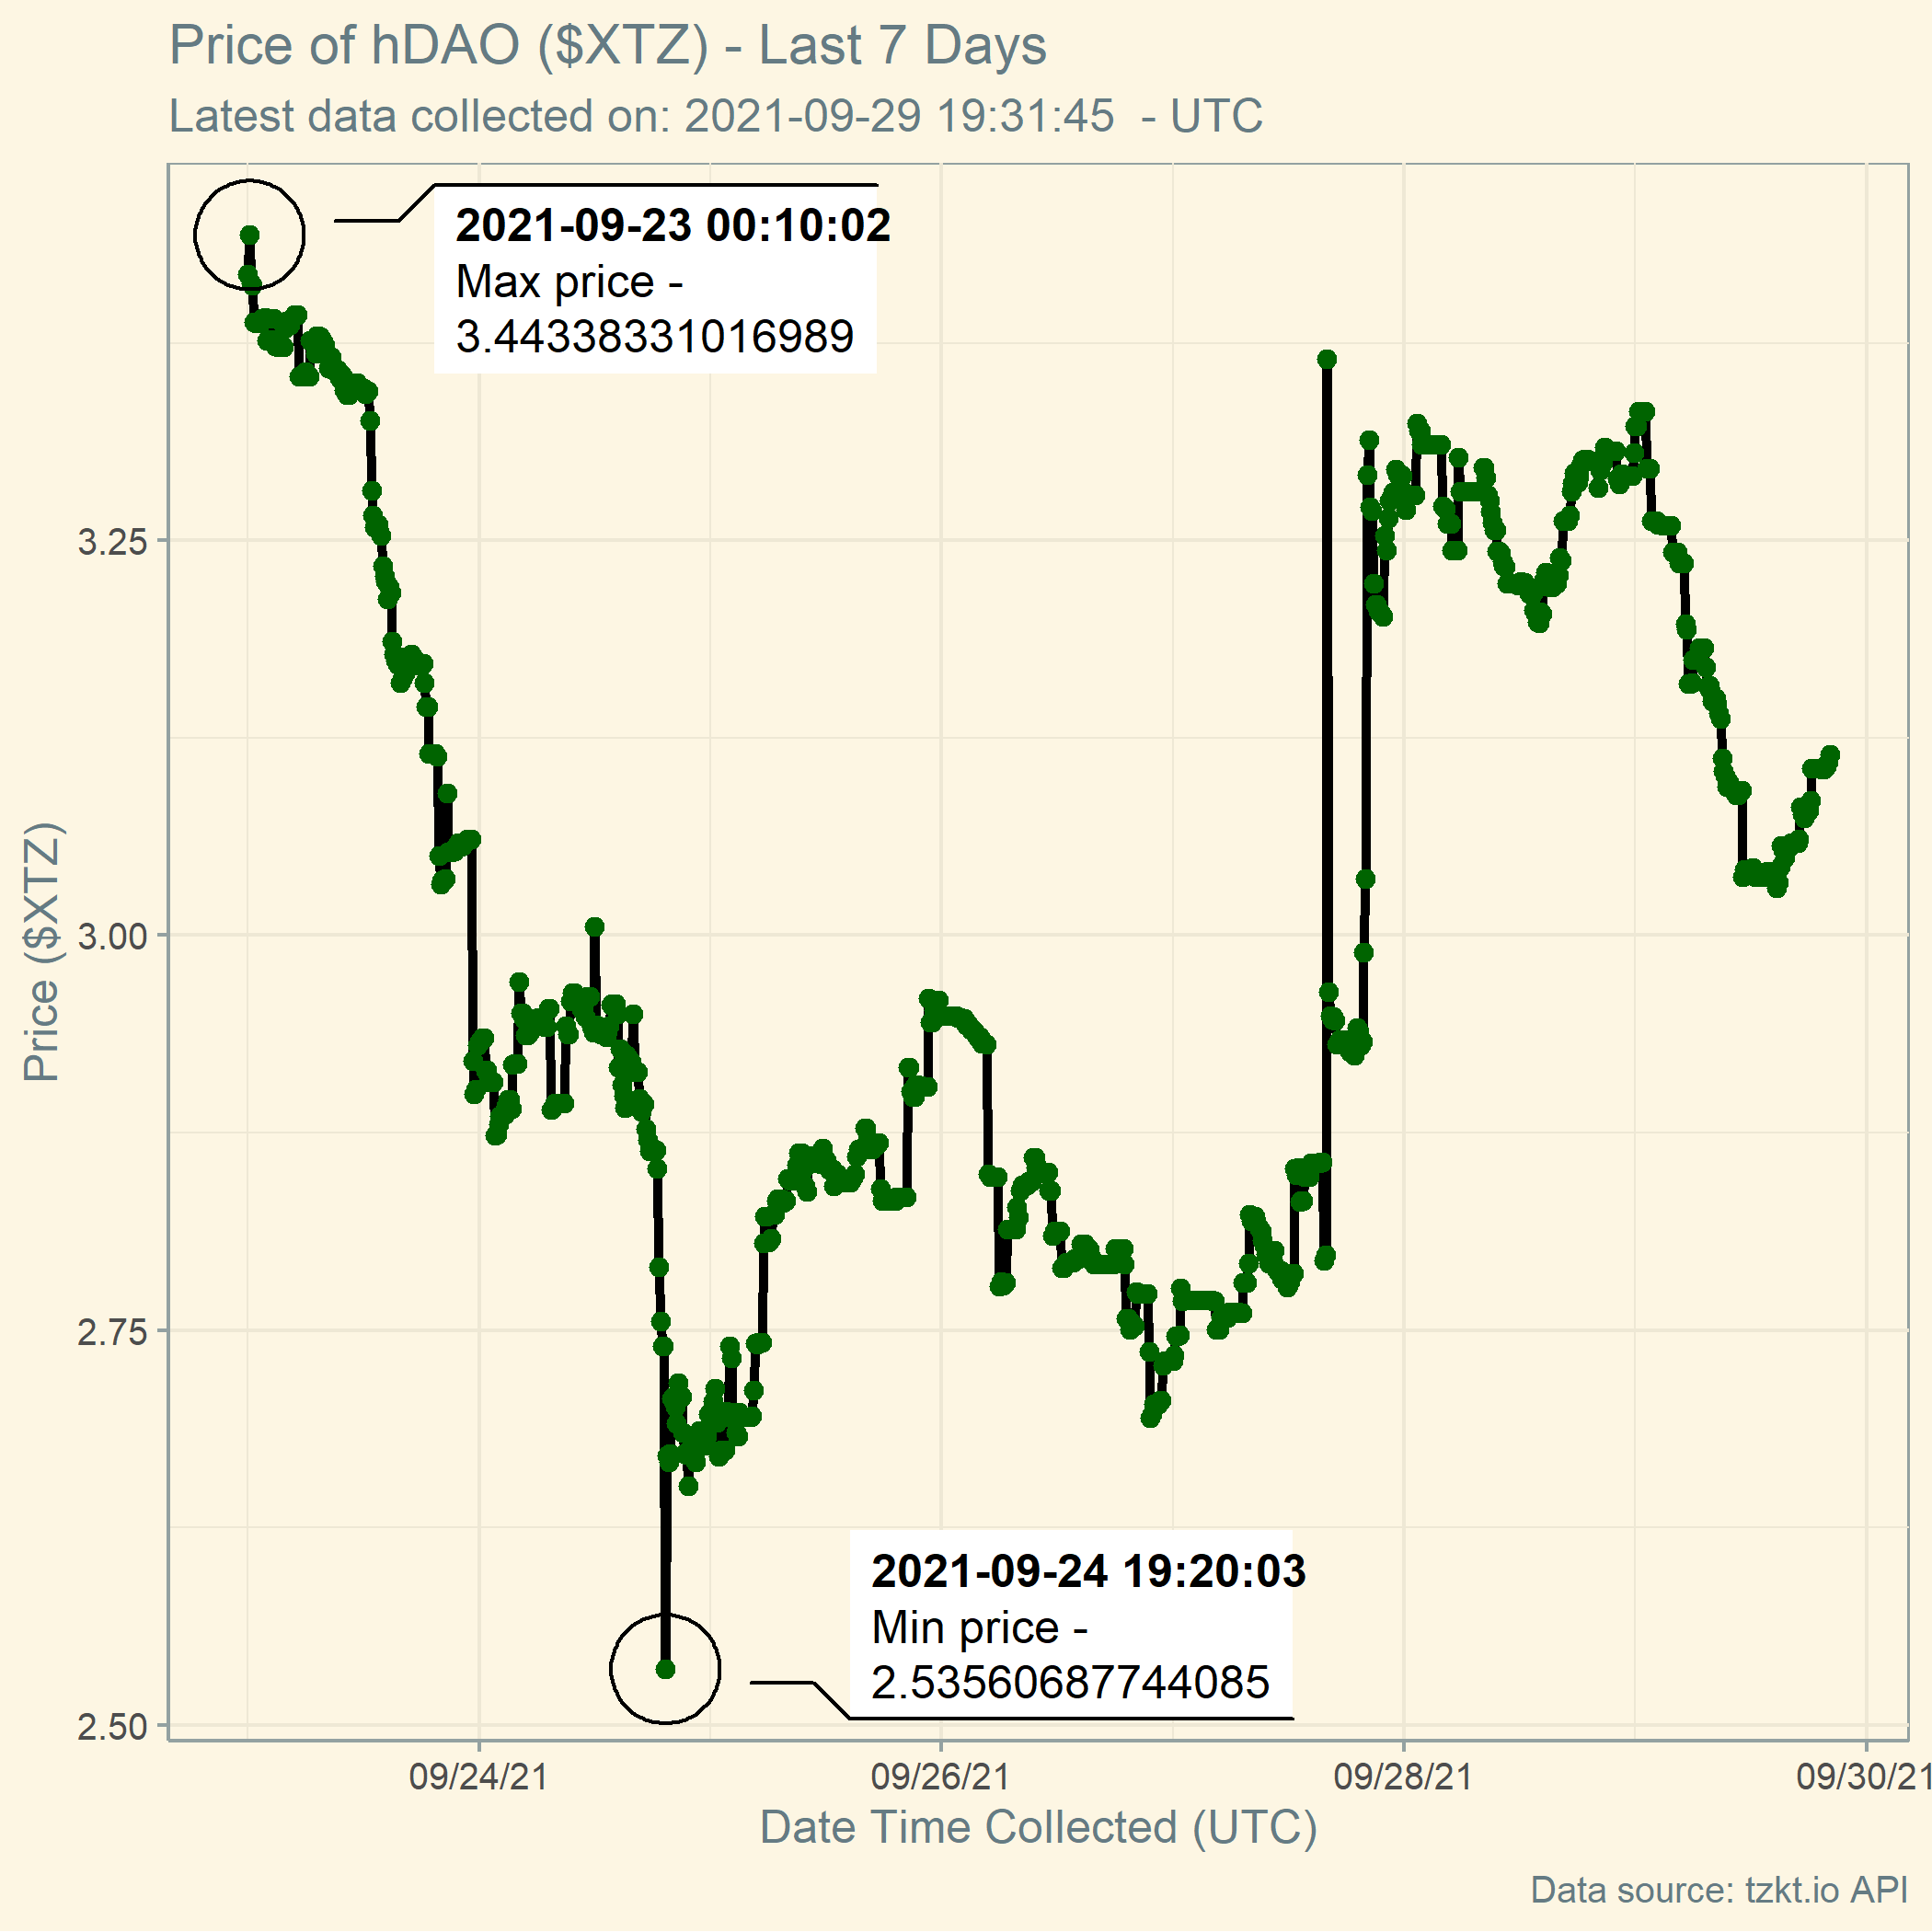 Price of hDAO ($XTZ) - Last 7 Days
Latest data collected on: 2021-09-29 19:31:45  - UTC
2021-09-23 00:10:02
Max price -
3.44338331016989
3.25
3.00
2.75
2.50
Price ($XTZ)
2021-09-24 19:20:03
Min price -
2.53560687744085
09/24/21
09/26/21
09/28/21
09/30/21
Date Time Collected (UTC)
Data source: tzkt.io API